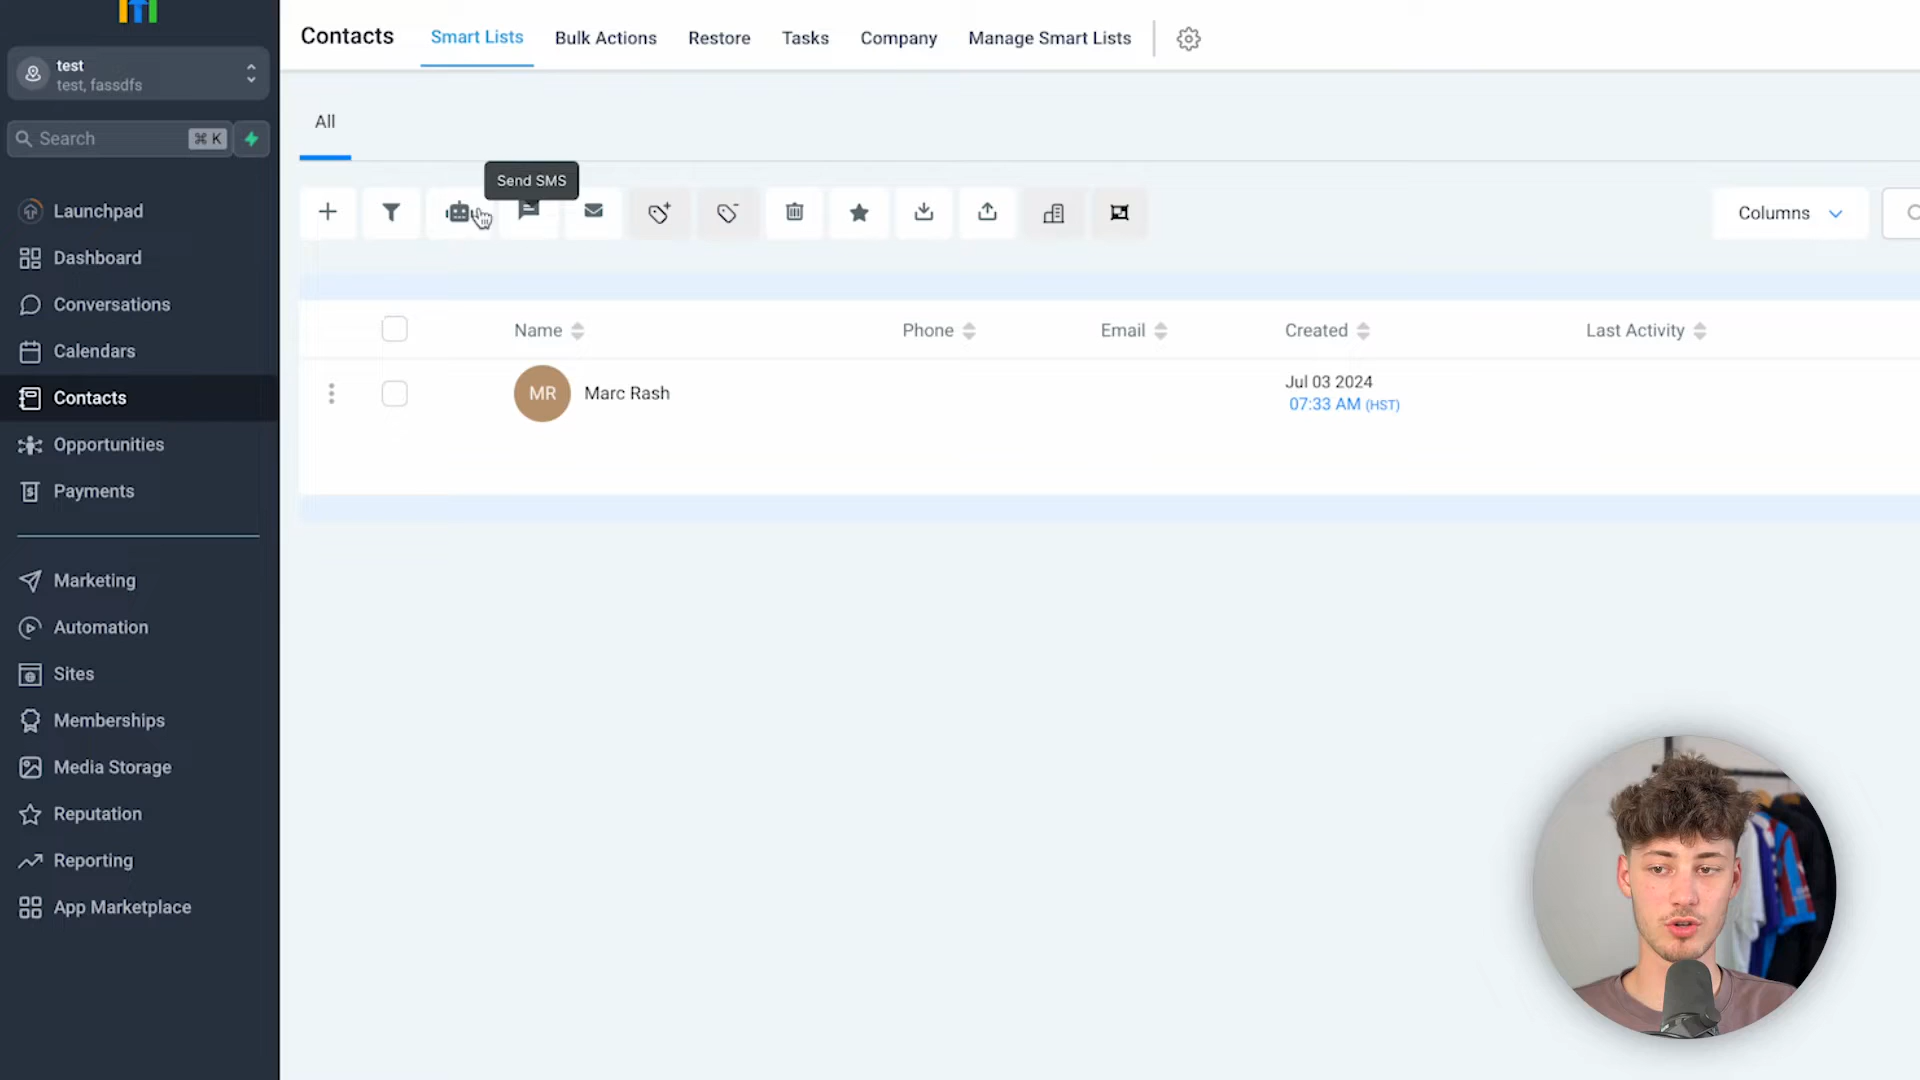 Contacts
Smart Lists
Bulk Actions
Restore
Tasks
Company
Manage Smart Lists
test
test, fassdfs
Search
⌘ K
Launchpad
Dashboard
Conversations
Calendars
Contacts
Opportunities
Payments
Marketing
Automation
Sites
Memberships
Media Storage
Reputation
Reporting
App Marketplace
All
Send SMS
Columns
Name
Phone
Email
Created
Last Activity
MR
Marc Rash
Jul 03 2024
07:33 AM (HST)